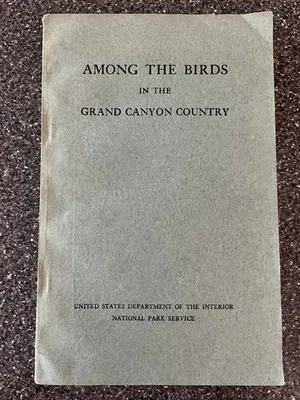 AMONG THE BIRDS
IN THE
GRAND CANYON COUNTRY
UNITED STATES DEPARTMENT OF THE INTERIOR
NATIONAL PARK SERVICE